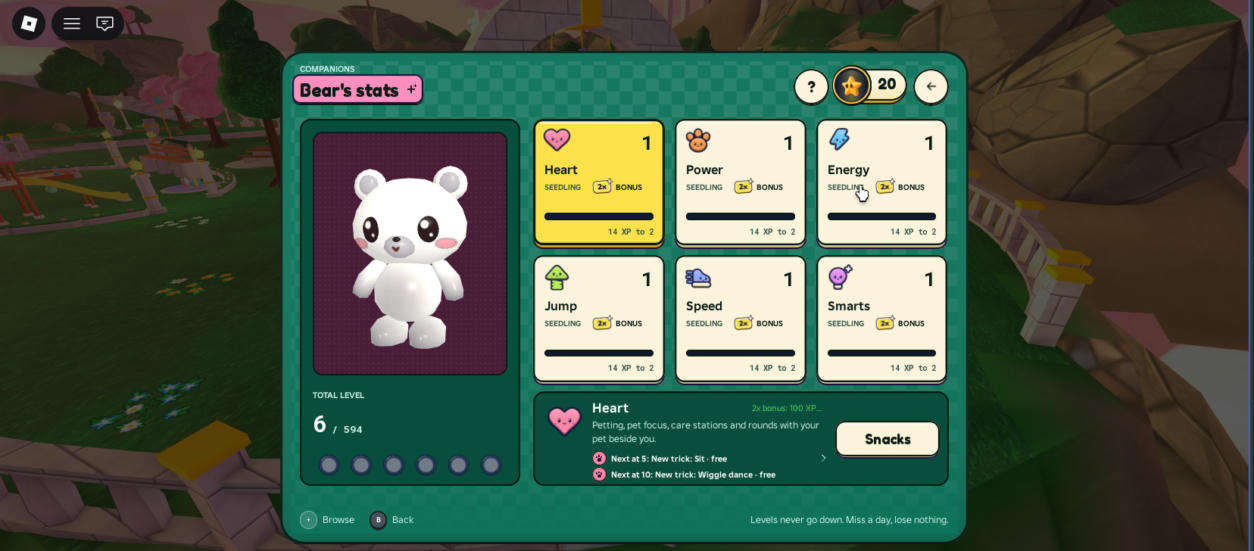 COMPANIONS
Bear's stats
?
20
Heart
1
SEEDLING 2x BONUS
14 XP to 2
Power
1
SEEDLING 2x BONUS
14 XP to 2
Energy
1
SEEDLING 2x BONUS
14 XP to 2
Jump
1
SEEDLING 2x BONUS
14 XP to 2
Speed
1
SEEDLING 2x BONUS
14 XP to 2
Smarts
1
SEEDLING 2x BONUS
14 XP to 2
TOTAL LEVEL
6 / 594
Heart
2x bonus: 100 XP...
Petting, pet focus, care stations and rounds with your
pet beside you.
Next at 5: New trick: Sit · free
Next at 10: New trick: Wiggle dance · free
Snacks
+ Browse
B Back
Levels never go down. Miss a day, lose nothing.